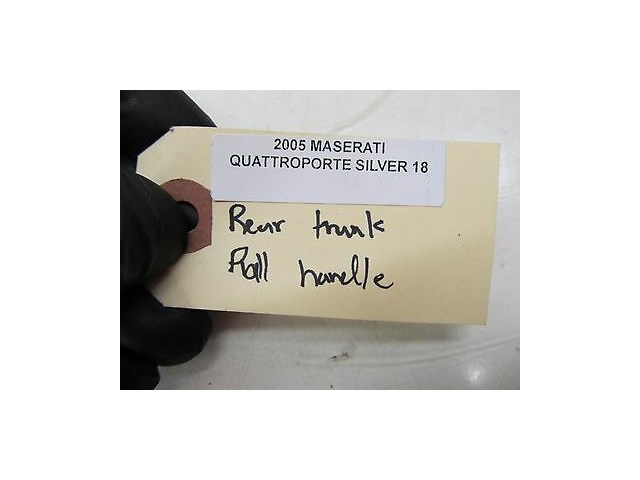 2005 MASERATI
QUATTROPORTE SILVER 18
Rear trunk
Pull handle